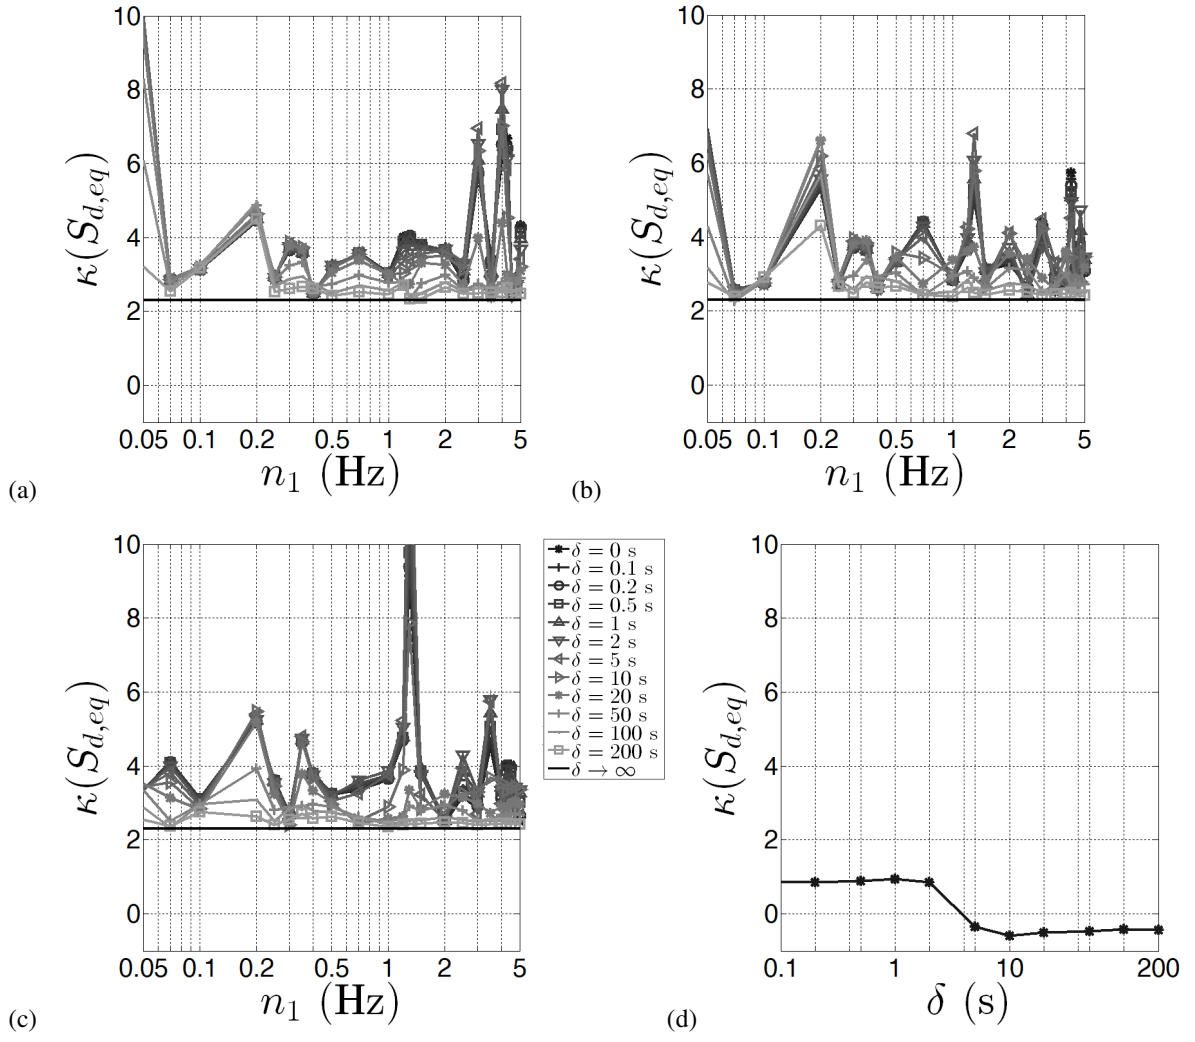 10
8
6
4
2
0
κ(S_{d,eq})
0.05 0.1 0.2 0.5 1 2 5
n_1 (Hz)
(a)
10
8
6
4
2
0
κ(S_{d,eq})
0.05 0.1 0.2 0.5 1 2 5
n_1 (Hz)
(b)
10
8
6
4
2
0
κ(S_{d,eq})
0.05 0.1 0.2 0.5 1 2 5
n_1 (Hz)
(c)
δ = 0 s
δ = 0.1 s
δ = 0.2 s
δ = 0.5 s
δ = 1 s
δ = 2 s
δ = 5 s
δ = 10 s
δ = 20 s
δ = 50 s
δ = 100 s
δ = 200 s
δ → ∞
10
8
6
4
2
0
κ(S_{d,eq})
0.1 1 10 200
δ (s)
(d)